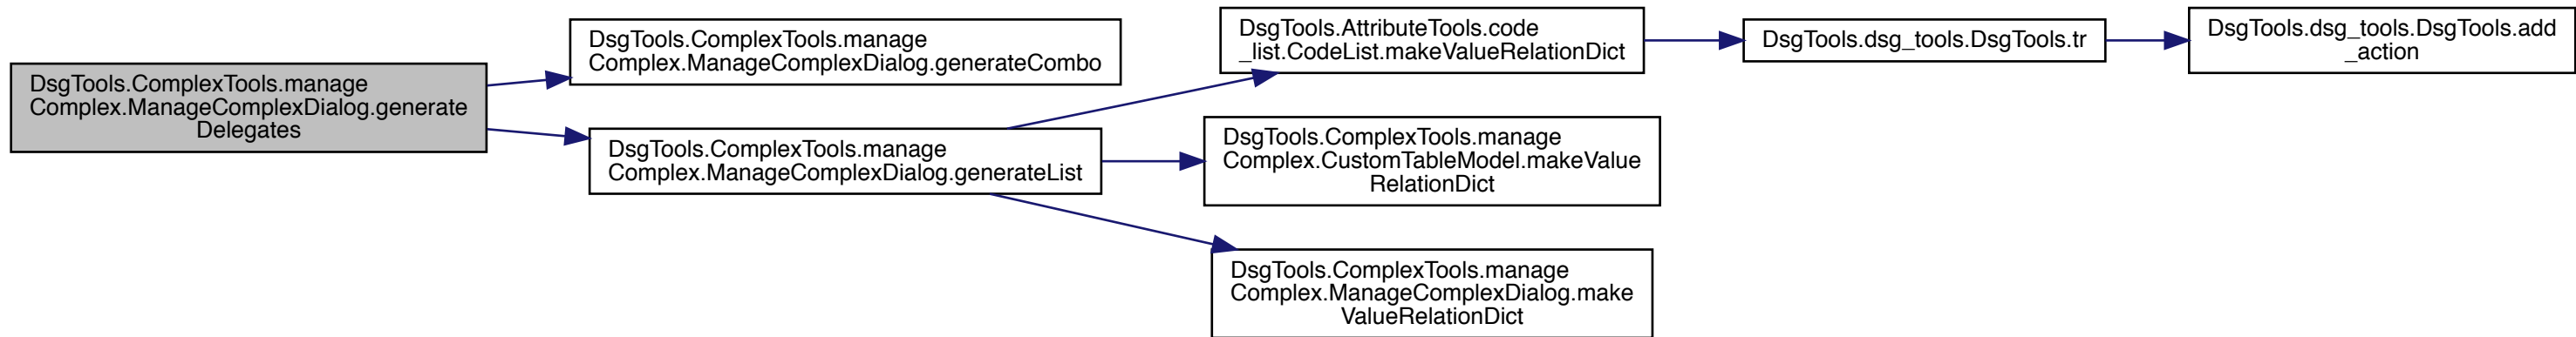 DsgTools.ComplexTools.manage
Complex.ManageComplexDialog.generate
Delegates
DsgTools.ComplexTools.manage
Complex.ManageComplexDialog.generateCombo
DsgTools.ComplexTools.manage
Complex.ManageComplexDialog.generateList
DsgTools.AttributeTools.code
_list.CodeList.makeValueRelationDict
DsgTools.ComplexTools.manage
Complex.CustomTableModel.makeValue
RelationDict
DsgTools.ComplexTools.manage
Complex.ManageComplexDialog.make
ValueRelationDict
DsgTools.dsg_tools.DsgTools.tr
DsgTools.dsg_tools.DsgTools.add
_action